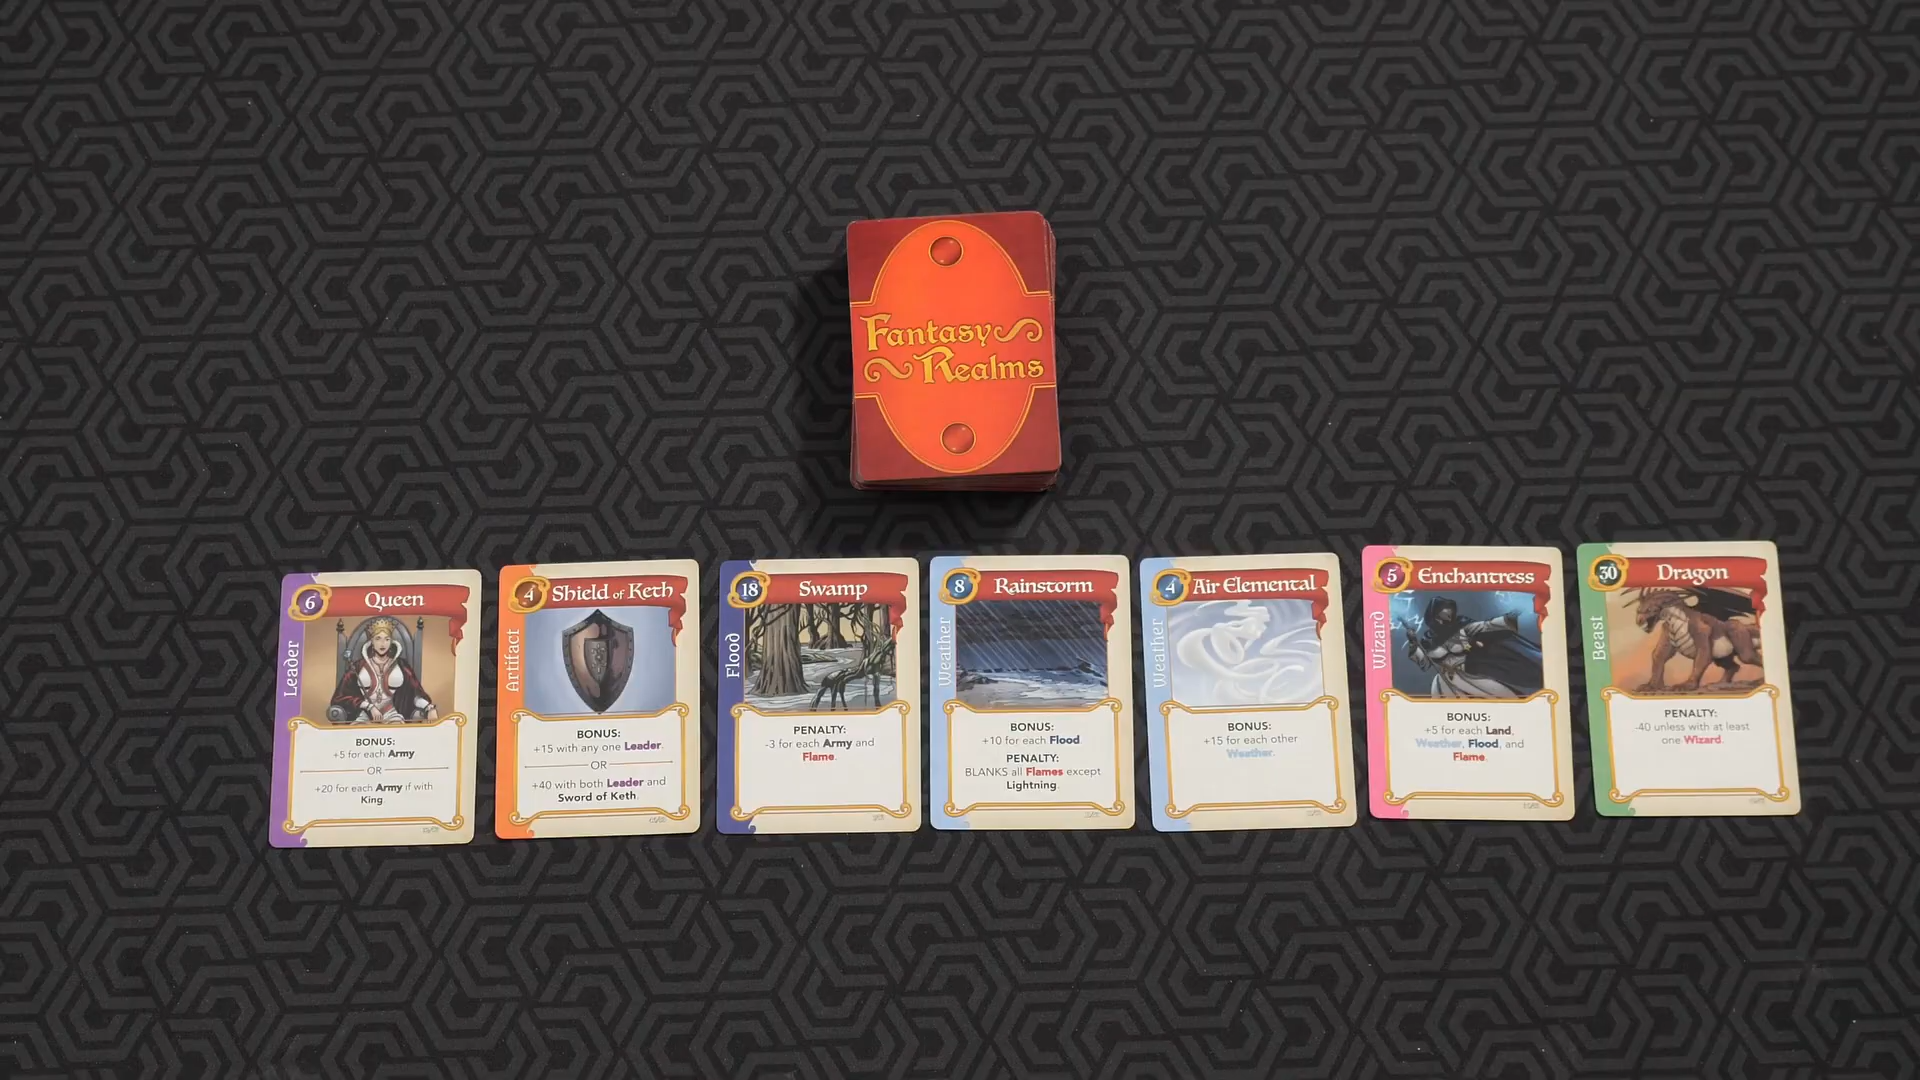 Fantasy
Realms
6
Queen
Leader
BONUS:
+5 for each Army
OR
+20 for each Army if with
King.
4
Shield of Keth
Artifact
BONUS:
+15 with any one Leader.
OR
+40 with both Leader and
Sword of Keth.
18
Swamp
Flood
PENALTY:
-3 for each Army and
Flame.
8
Rainstorm
Weather
BONUS:
+10 for each Flood.
PENALTY:
BLANKS all Flames except
Lightning.
4
Air Elemental
Weather
BONUS:
+15 for each other
Weather.
5
Enchantress
Wizard
BONUS:
+5 for each Land,
Weather, Flood, and
Flame.
30
Dragon
Beast
PENALTY:
-40 unless with at least
one Wizard.